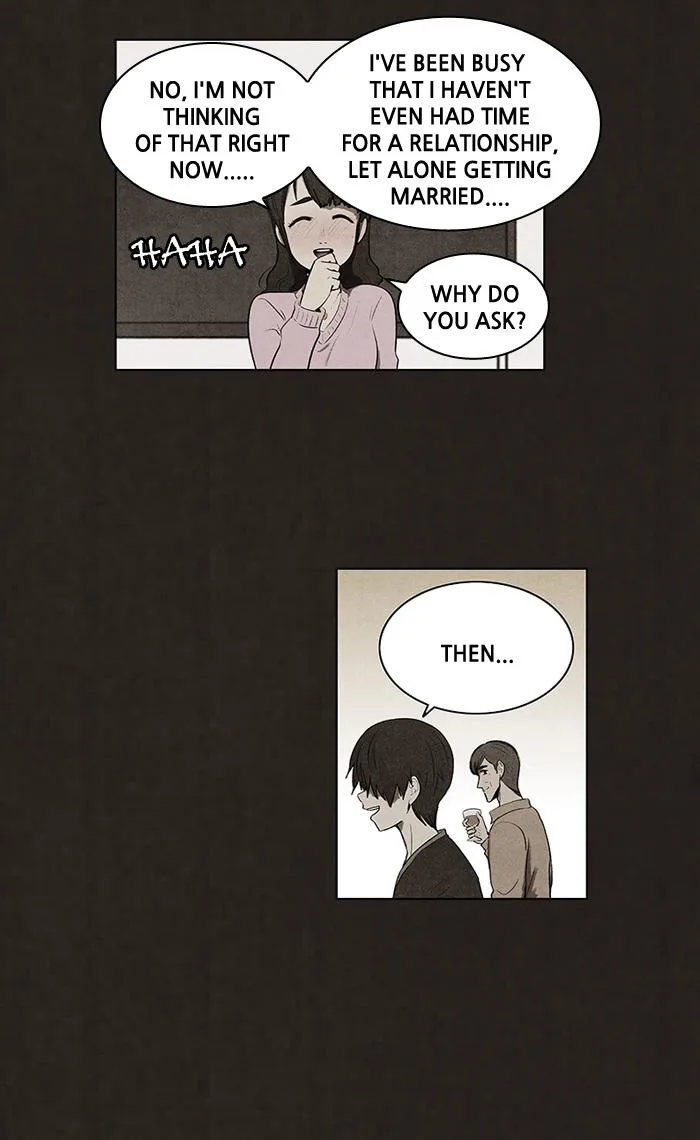 NO, I'M NOT
THINKING
OF THAT RIGHT
NOW.....
I'VE BEEN BUSY
THAT I HAVEN'T
EVEN HAD TIME
FOR A RELATIONSHIP,
LET ALONE GETTING
MARRIED....
HAHA
WHY DO
YOU ASK?
THEN...